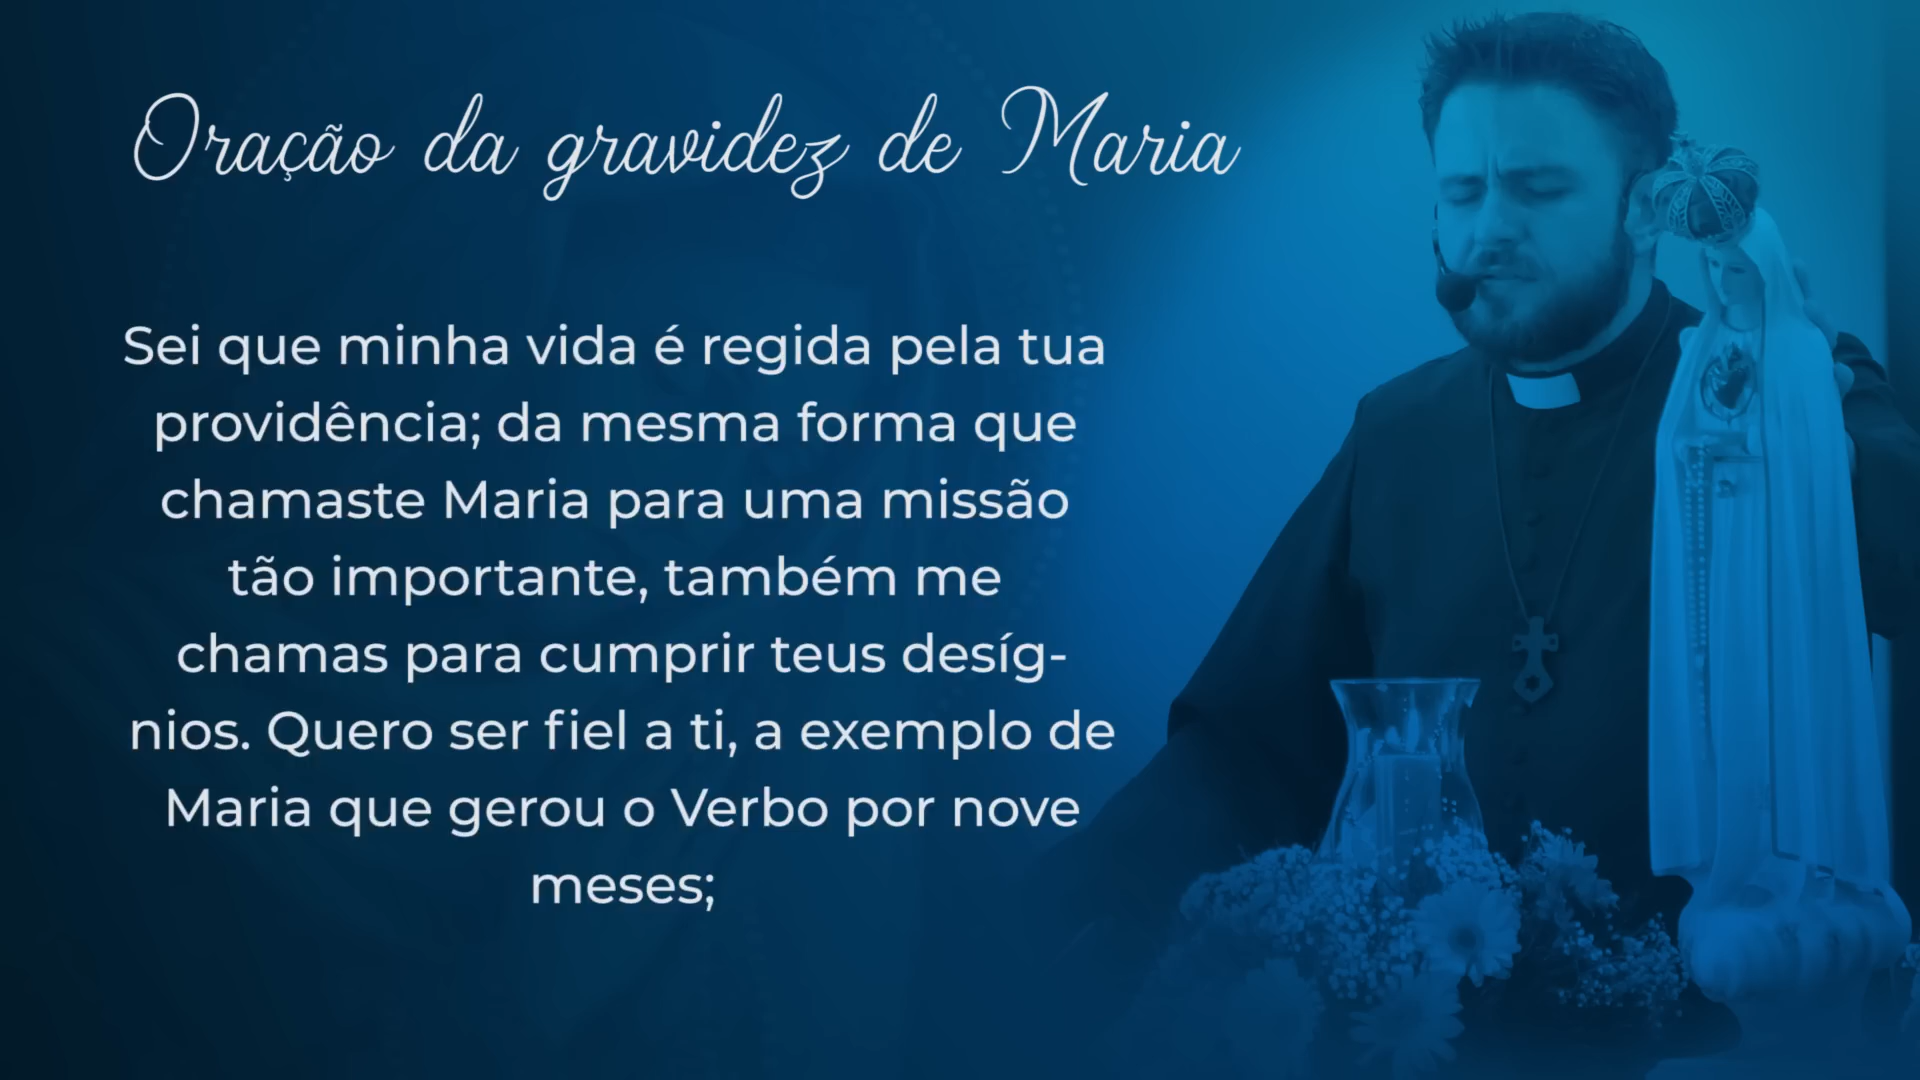 Oração da gravidez de Maria
Sei que minha vida é regida pela tua
providência; da mesma forma que
chamaste Maria para uma missão
tão importante, também me
chamas para cumprir teus desíg-
nios. Quero ser fiel a ti, a exemplo de
Maria que gerou o Verbo por nove
meses;